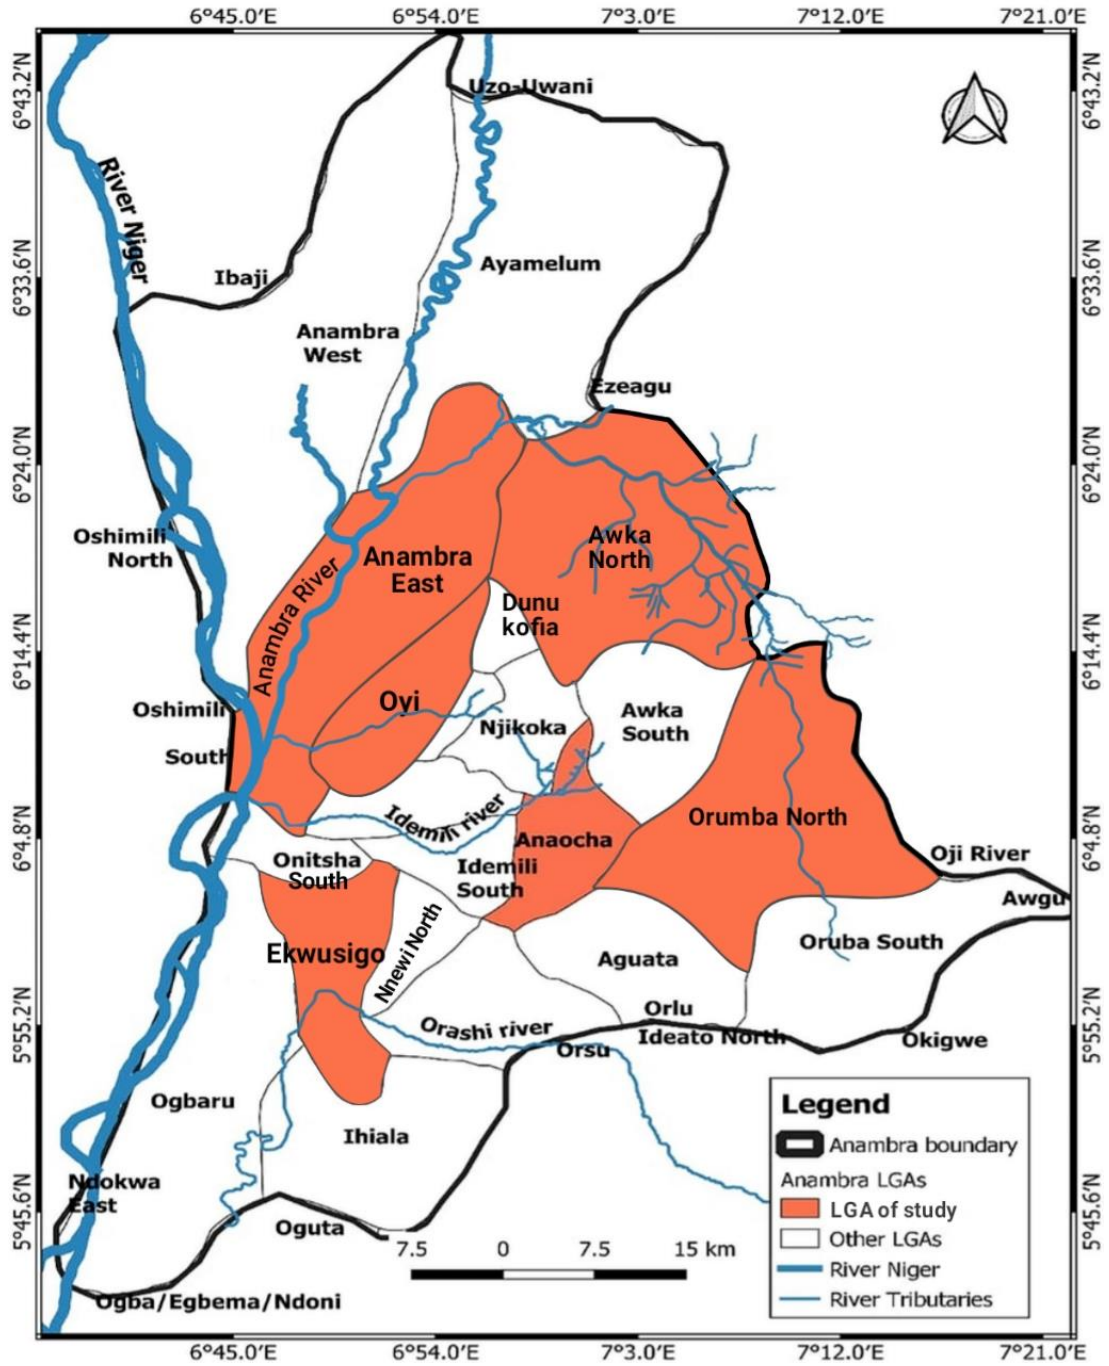 6°45.0′E 6°54.0′E 7°3.0′E 7°12.0′E 7°21.0′E
6°43.2′N
6°43.2′N
Uzo-Uwani
River Niger
Ibaji
Ayamelum
6°33.6′N
6°33.6′N
Anambra
West
Ezeagu
6°24.0′N
6°24.0′N
Oshimili
North
Anambra
East
Awka
North
Anambra River
Dunu
kofia
6°14.4′N
6°14.4′N
Oshimili
South
Oyi
Njikoka
Awka
South
Idemili river
Orumba North
6°4.8′N
6°4.8′N
Anaocha
Onitsha
South
Idemili
South
Oji River
Awgu
Ekwusigo
Nnewi North
Aguata
Oruba South
5°55.2′N
5°55.2′N
Orashi river
Orlu
Ideato North
Orsu
Okigwe
Ogbaru
Ihiala
Ndokwa
East
Oguta
5°45.6′N
5°45.6′N
Ogba/Egbema/Ndoni
7.5 0 7.5 15 km
Legend
Anambra boundary
Anambra LGAs
LGA of study
Other LGAs
River Niger
River Tributaries
6°45.0′E 6°54.0′E 7°3.0′E 7°12.0′E 7°21.0′E